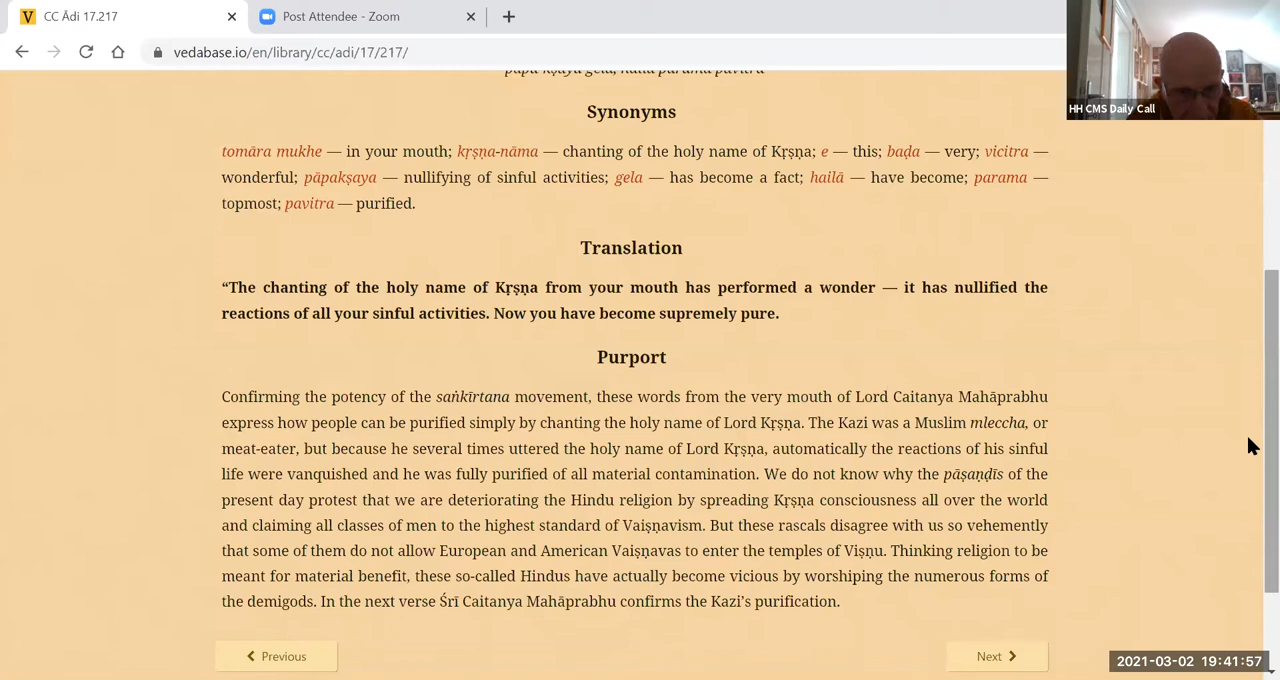 CC Ādi 17.217
Post Attendee - Zoom
vedabase.io/en/library/cc/adi/17/217/
HH CMS Daily Call
pāpa-kṣaya gela, hailā parama pavitra
Synonyms
tomāra mukhe — in your mouth; kṛṣṇa-nāma — chanting of the holy name of Kṛṣṇa; e — this; baḍa — very; vicitra —
wonderful; pāpakṣaya — nullifying of sinful activities; gela — has become a fact; hailā — have become; parama —
topmost; pavitra — purified.
Translation
“The chanting of the holy name of Kṛṣṇa from your mouth has performed a wonder — it has nullified the
reactions of all your sinful activities. Now you have become supremely pure.
Purport
Confirming the potency of the saṅkīrtana movement, these words from the very mouth of Lord Caitanya Mahāprabhu
express how people can be purified simply by chanting the holy name of Lord Kṛṣṇa. The Kazi was a Muslim mleccha, or
meat-eater, but because he several times uttered the holy name of Lord Kṛṣṇa, automatically the reactions of his sinful
life were vanquished and he was fully purified of all material contamination. We do not know why the pāṣaṇḍīs of the
present day protest that we are deteriorating the Hindu religion by spreading Kṛṣṇa consciousness all over the world
and claiming all classes of men to the highest standard of Vaiṣṇavism. But these rascals disagree with us so vehemently
that some of them do not allow European and American Vaiṣṇavas to enter the temples of Viṣṇu. Thinking religion to be
meant for material benefit, these so-called Hindus have actually become vicious by worshiping the numerous forms of
the demigods. In the next verse Śrī Caitanya Mahāprabhu confirms the Kazi’s purification.
Previous
Next
2021-03-02 19:41:57